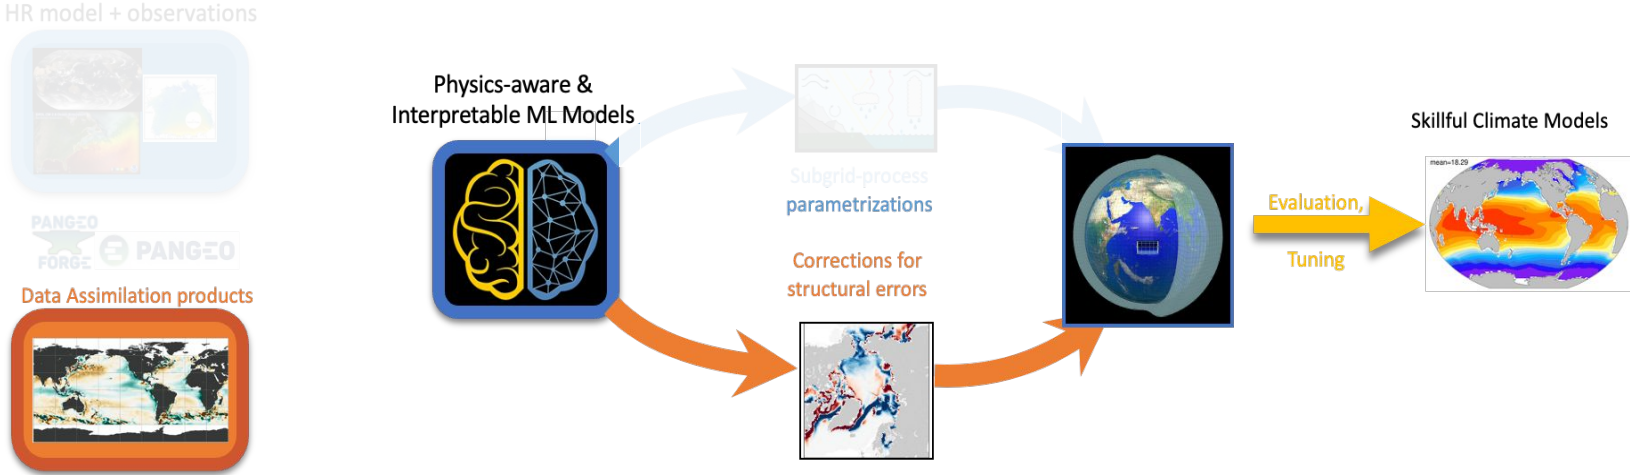 HR model + observations
PANGEO
FORGE
PANGEO
Data Assimilation products
Physics-aware &
Interpretable ML Models
Subgrid-process
parametrizations
Corrections for
structural errors
Evaluation,
Tuning
Skillful Climate Models
mean=18.29